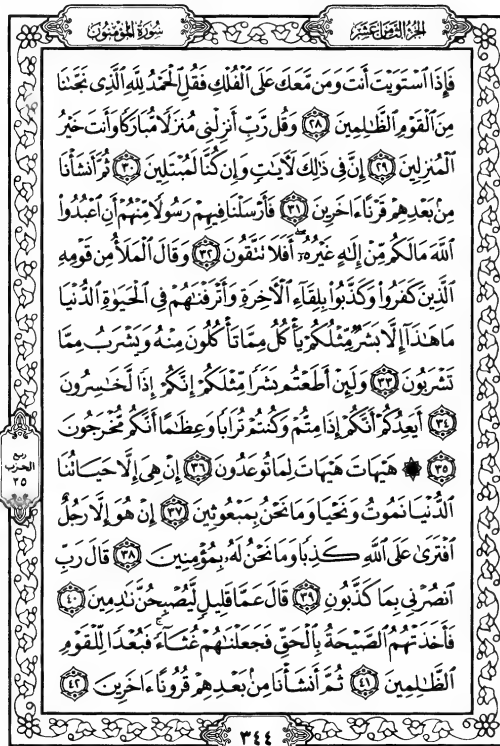 الجزء الثامن عشر
سورة المؤمنون
فَإِذَا ٱسْتَوَيْتَ أَنتَ وَمَن مَّعَكَ عَلَى ٱلْفُلْكِ فَقُلِ ٱلْحَمْدُ لِلَّهِ ٱلَّذِى نَجَّىٰنَا
مِنَ ٱلْقَوْمِ ٱلظَّـٰلِمِينَ ٢٨ وَقُل رَّبِّ أَنزِلْنِى مُنزَلًا مُّبَارَكًا وَأَنتَ خَيْرُ
ٱلْمُنزِلِينَ ٢٩ إِنَّ فِى ذَٰلِكَ لَـَٔايَـٰتٍ وَإِن كُنَّا لَمُبْتَلِينَ ٣٠ ثُمَّ أَنشَأْنَا
مِنۢ بَعْدِهِمْ قَرْنًا ءَاخَرِينَ ٣١ فَأَرْسَلْنَا فِيهِمْ رَسُولًا مِّنْهُمْ أَنِ ٱعْبُدُوا۟
ٱللَّهَ مَا لَكُم مِّنْ إِلَـٰهٍ غَيْرُهُۥٓ أَفَلَا تَتَّقُونَ ٣٢ وَقَالَ ٱلْمَلَأُ مِن قَوْمِهِ
ٱلَّذِينَ كَفَرُوا۟ وَكَذَّبُوا۟ بِلِقَآءِ ٱلْـَٔاخِرَةِ وَأَتْرَفْنَـٰهُمْ فِى ٱلْحَيَوٰةِ ٱلدُّنْيَا
مَا هَـٰذَآ إِلَّا بَشَرٌ مِّثْلُكُمْ يَأْكُلُ مِمَّا تَأْكُلُونَ مِنْهُ وَيَشْرَبُ مِمَّا
تَشْرَبُونَ ٣٣ وَلَئِنْ أَطَعْتُم بَشَرًا مِّثْلَكُمْ إِنَّكُمْ إِذًا لَّخَـٰسِرُونَ
٣٤ أَيَعِدُكُمْ أَنَّكُمْ إِذَا مِتُّمْ وَكُنتُمْ تُرَابًا وَعِظَـٰمًا أَنَّكُم مُّخْرَجُونَ
٣٥ ۞ هَيْهَاتَ هَيْهَاتَ لِمَا تُوعَدُونَ ٣٦ إِنْ هِىَ إِلَّا حَيَاتُنَا
ٱلدُّنْيَا نَمُوتُ وَنَحْيَا وَمَا نَحْنُ بِمَبْعُوثِينَ ٣٧ إِنْ هُوَ إِلَّا رَجُلٌ
ٱفْتَرَىٰ عَلَى ٱللَّهِ كَذِبًا وَمَا نَحْنُ لَهُۥ بِمُؤْمِنِينَ ٣٨ قَالَ رَبِّ
ٱنصُرْنِى بِمَا كَذَّبُونِ ٣٩ قَالَ عَمَّا قَلِيلٍ لَّيُصْبِحُنَّ نَـٰدِمِينَ ٤٠
فَأَخَذَتْهُمُ ٱلصَّيْحَةُ بِٱلْحَقِّ فَجَعَلْنَـٰهُمْ غُثَآءً ۚ فَبُعْدًا لِّلْقَوْمِ
ٱلظَّـٰلِمِينَ ٤١ ثُمَّ أَنشَأْنَا مِنۢ بَعْدِهِمْ قُرُونًا ءَاخَرِينَ ٤٢
ربع
الحزب
٣٥
٣٤٤